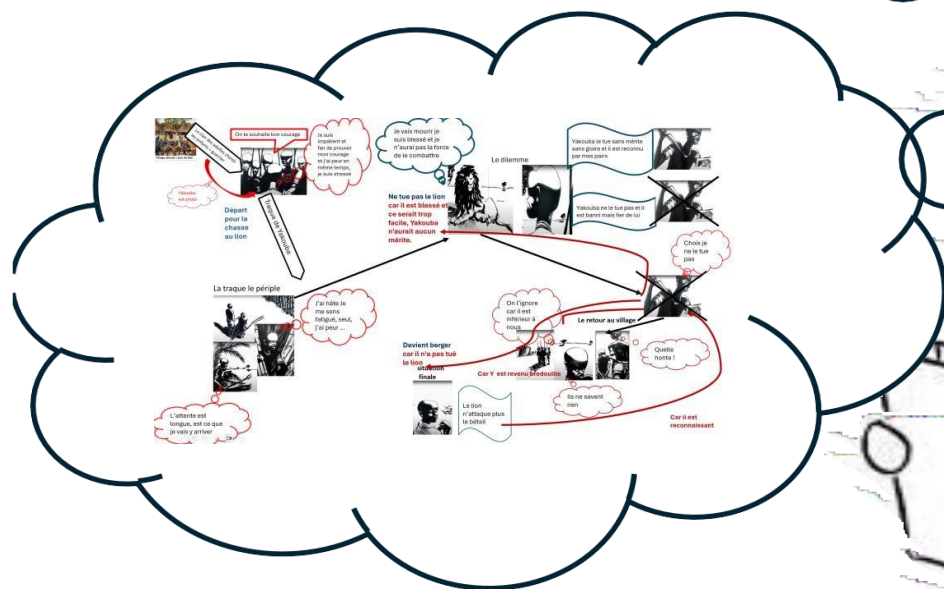 Le clan des adultes choisit
les enfants : guerrier
On te souhaite bon courage
Je suis
impatient et
fier de prouver
mon courage
et j'ai peur en
même temps,
je suis stressé
Yakouba
est choisi
Départ
pour la
chasse
au lion
Traque de Yakouba
La traque le périple
J'ai hâte Je
me sens
fatigué, seul,
j'ai peur ...
L'attente est
longue, est ce que
je vais y arriver
Je vais mourir je
suis blessé et je
n'aurai pas la force
de la combattre
Le dilemme
Ne tue pas le lion
car il est blessé et
ce serait trop
facile, Yakouba
n'aurait aucun
mérite.
Yakouba le tue sans mérite
sans gloire et il est reconnu
par mes pairs
Yakouba ne le tue pas et il
est banni mais fier de lui
Choix je
ne le tue
pas
On l'ignore
car il est
inférieur à
nous
Le retour au village
Quelle
honte !
Devient berger
car il n'a pas tué
le lion
situation
finale
Car Y est revenu bredouille
Ils ne savent
rien
Le lion
n'attaque plus
le bétail
Car il est
reconnaissant